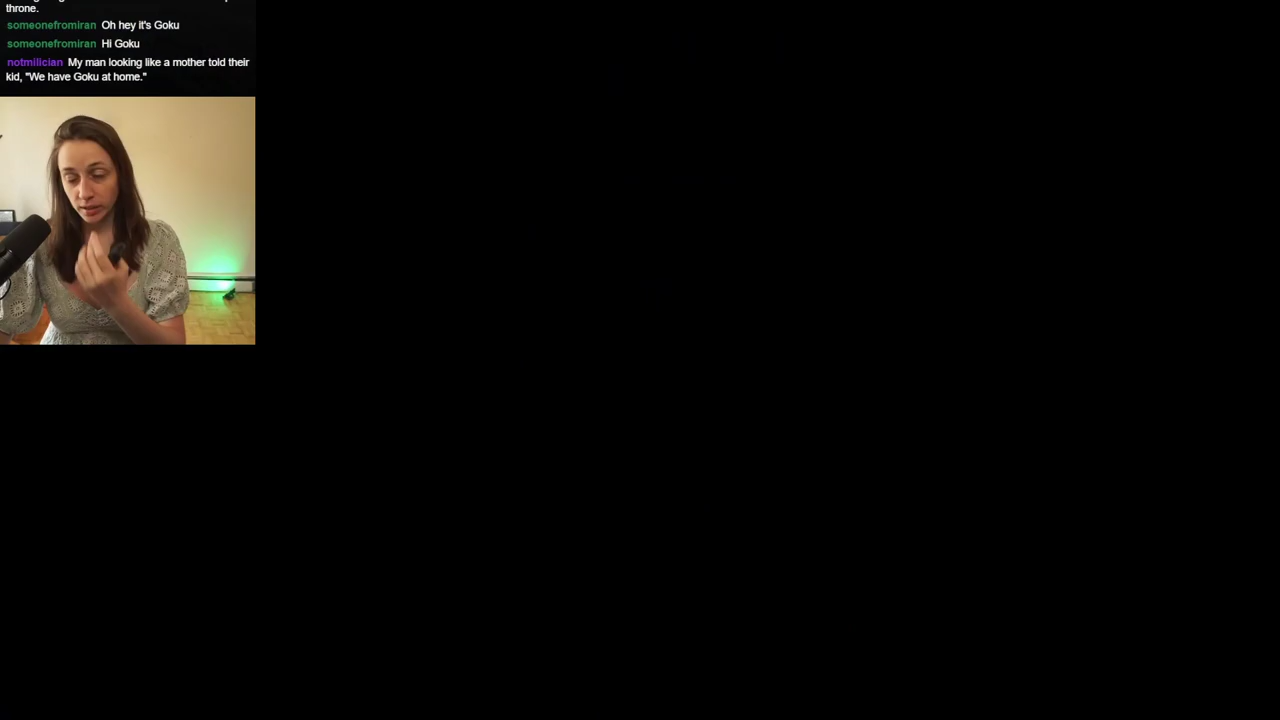 throne.
someonefromiran Oh hey it's Goku
someonefromiran Hi Goku
notmilician My man looking like a mother told their
kid, "We have Goku at home."